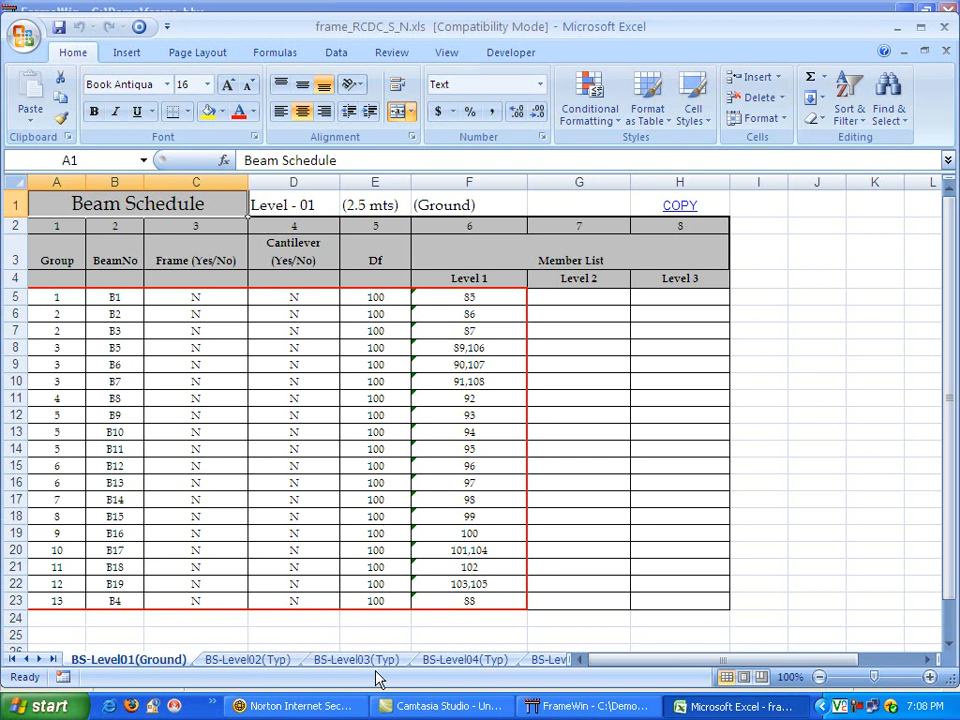 FrameWin - C:\Demo\frame.bbv
frame_RCDC_S_N.xls [Compatibility Mode] - Microsoft Excel
Home Insert Page Layout Formulas Data Review View Developer
Book Antiqua 16 Text Insert Σ
Paste B I U A $ % , Conditional Formatting Format as Table Cell Styles Delete Format Sort & Filter Find & Select
Clipboard Font Alignment Number Styles Cells Editing
A1 fx Beam Schedule
A B C D E F G H I J K L
1 Beam Schedule Level - 01 (2.5 mts) (Ground) COPY
2 1 2 3 4 5 6 7 8
3 Group BeamNo Frame (Yes/No) Cantilever (Yes/No) Df Member List
4 Level 1 Level 2 Level 3
5 1 B1 N N 100 85
6 2 B2 N N 100 86
7 2 B3 N N 100 87
8 3 B5 N N 100 89,106
9 3 B6 N N 100 90,107
10 3 B7 N N 100 91,108
11 4 B8 N N 100 92
12 5 B9 N N 100 93
13 5 B10 N N 100 94
14 5 B11 N N 100 95
15 6 B12 N N 100 96
16 6 B13 N N 100 97
17 7 B14 N N 100 98
18 8 B15 N N 100 99
19 9 B16 N N 100 100
20 10 B17 N N 100 101,104
21 11 B18 N N 100 102
22 12 B19 N N 100 103,105
23 13 B4 N N 100 88
24
25
26
BS-Level01(Ground) BS-Level02(Typ) BS-Level03(Typ) BS-Level04(Typ) BS-Lev
Ready 100%
start Norton Internet Sec... Camtasia Studio - Un... FrameWin - C:\Demo... Microsoft Excel - fra... 7:08 PM